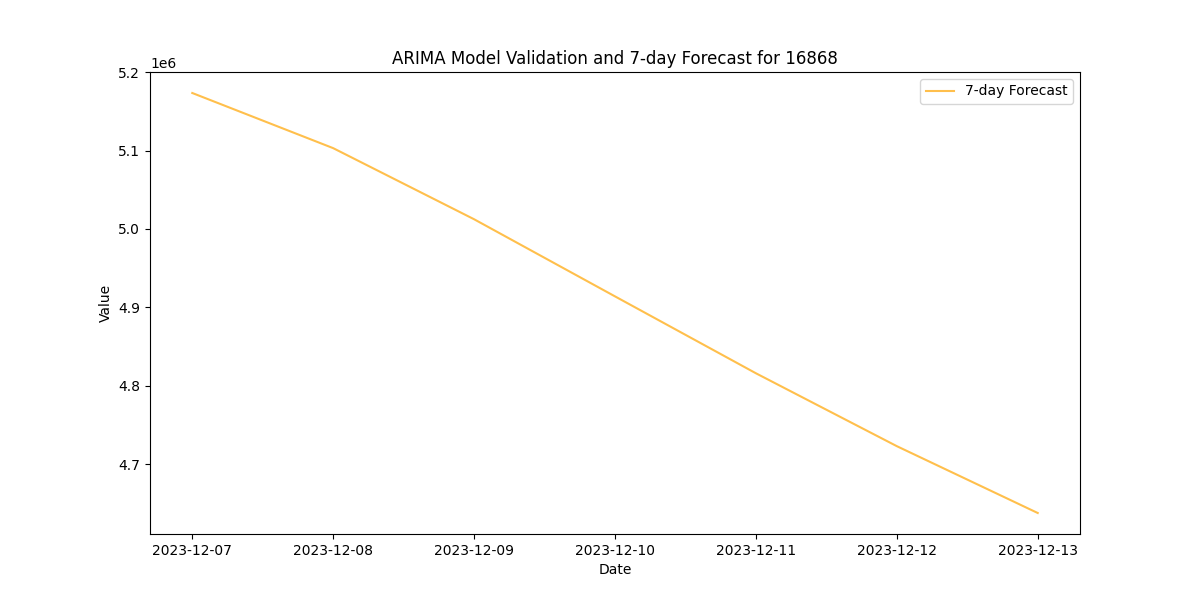 ARIMA Model Validation and 7-day Forecast for 16868
1e6
7-day Forecast
5.2
5.1
5.0
4.9
4.8
4.7
Value
2023-12-07 2023-12-08 2023-12-09 2023-12-10 2023-12-11 2023-12-12 2023-12-13
Date